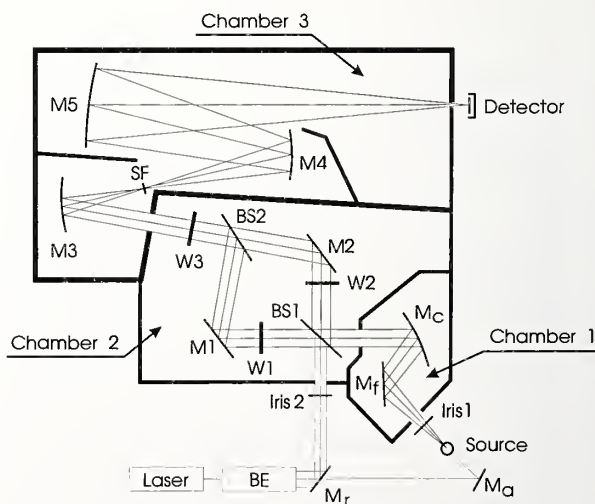 Chamber 3
M5
Detector
M4
SF
BS2
M3
M2
W3
W2
BS1
Mc
Chamber 2
M1
Chamber 1
W1
Mf
Iris 2
Iris1
Source
Laser
BE
Mr
Ma